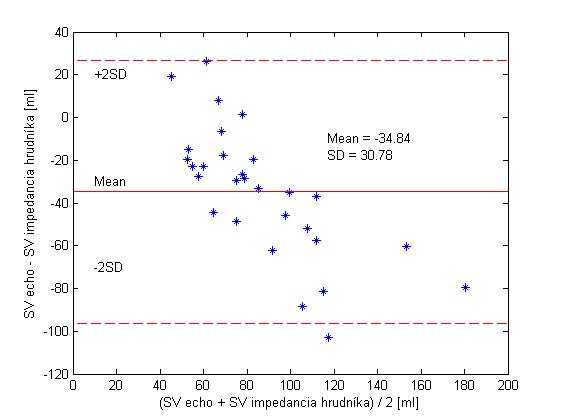 SV echo - SV impedancia hrudníka [ml]
40
20
0
-20
-40
-60
-80
-100
-120
+2SD
Mean = -34.84
SD = 30.78
Mean
-2SD
0 20 40 60 80 100 120 140 160 180 200
(SV echo + SV impedancia hrudníka) / 2 [ml]